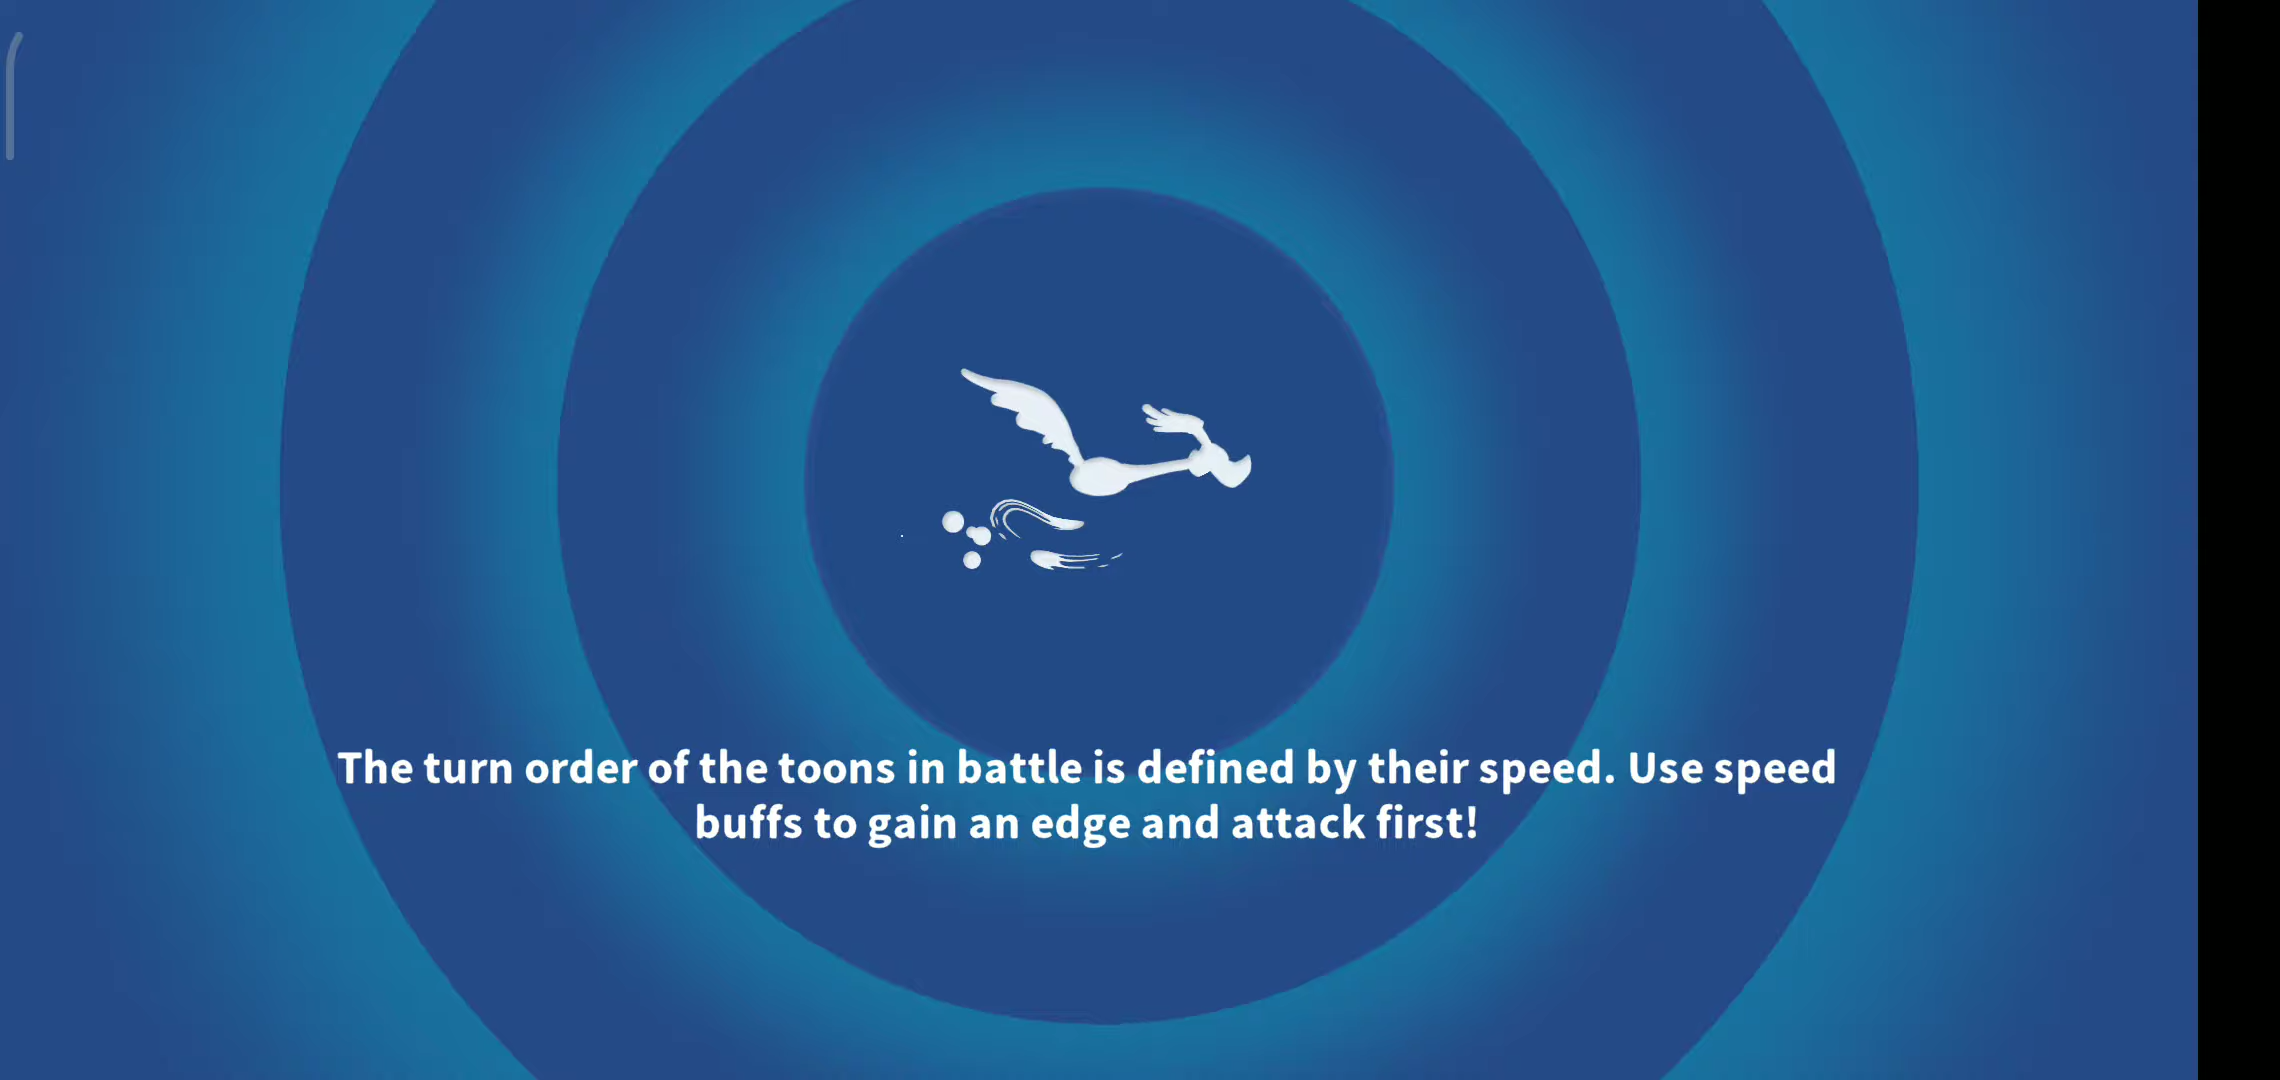 The turn order of the toons in battle is defined by their speed. Use speed
buffs to gain an edge and attack first!